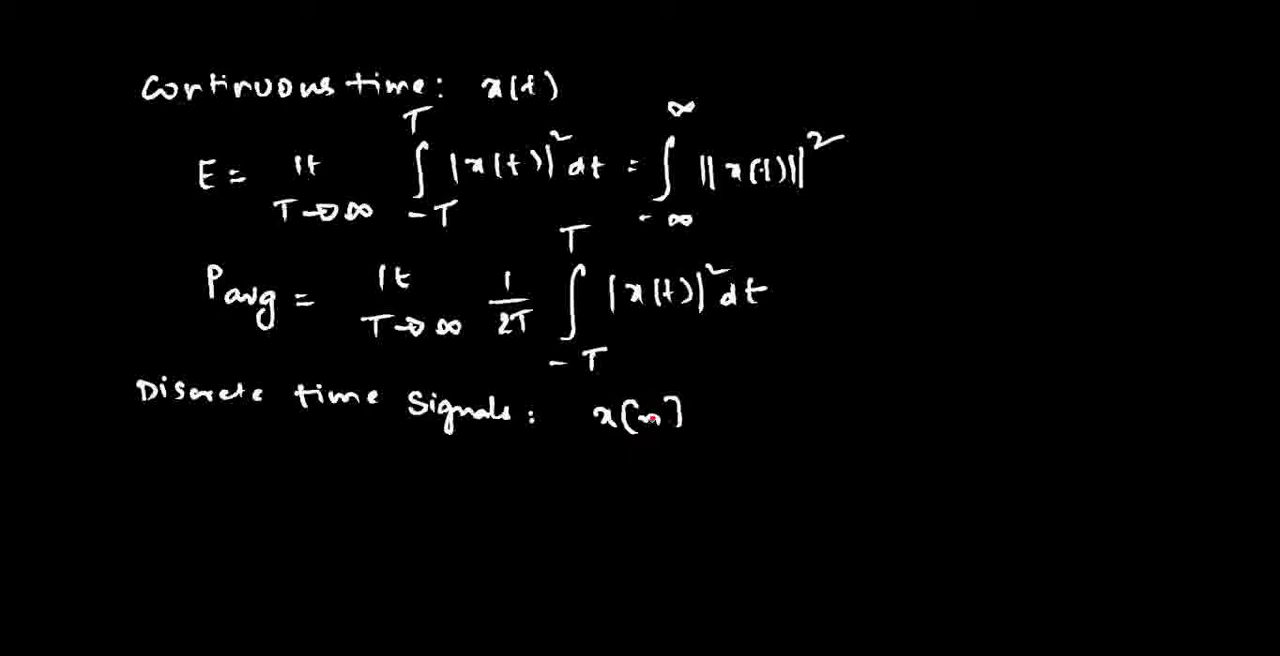 Continuous time: x(t)
E = lt T→∞ ∫_{-T}^{T} |x(t)|² dt = ∫_{-∞}^{∞} ||x(t)||²
P_avg = lt T→∞ 1/2T ∫_{-T}^{T} |x(t)|² dt
Discrete time signals: x[n]